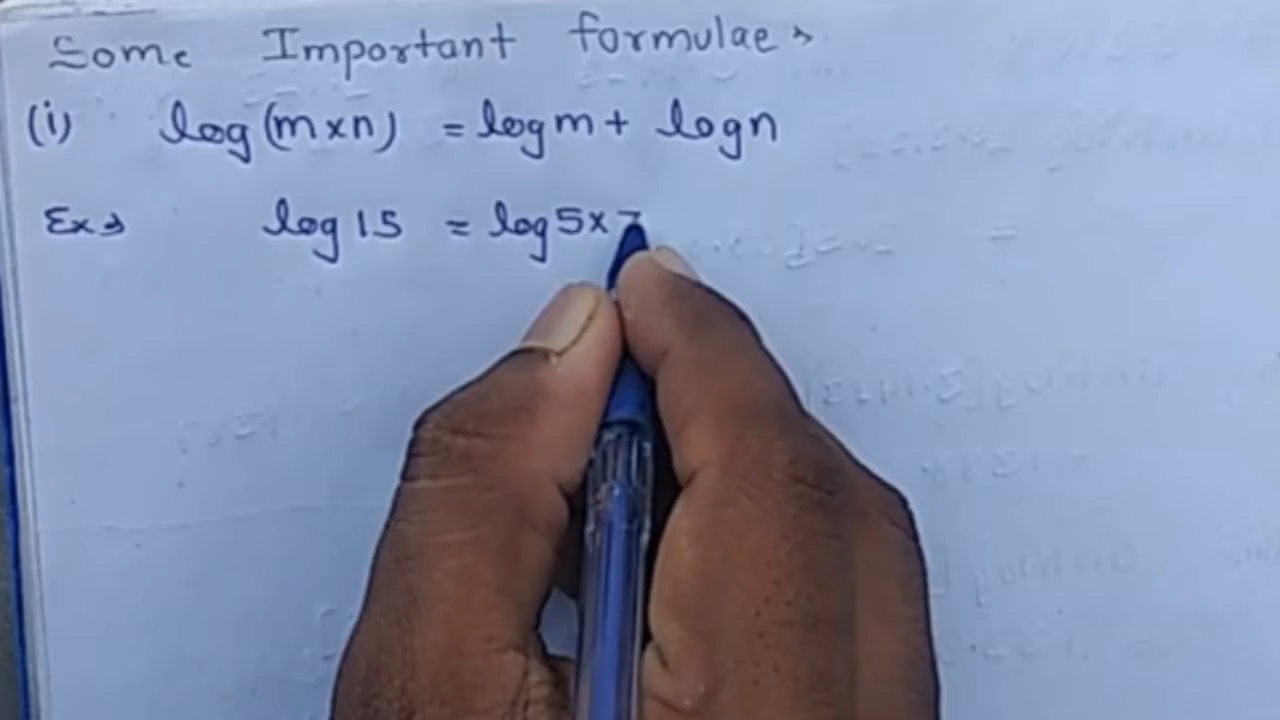 Some Important formulae →
(i) log (m×n) = log m + log n
Ex → log 15 = log 5×